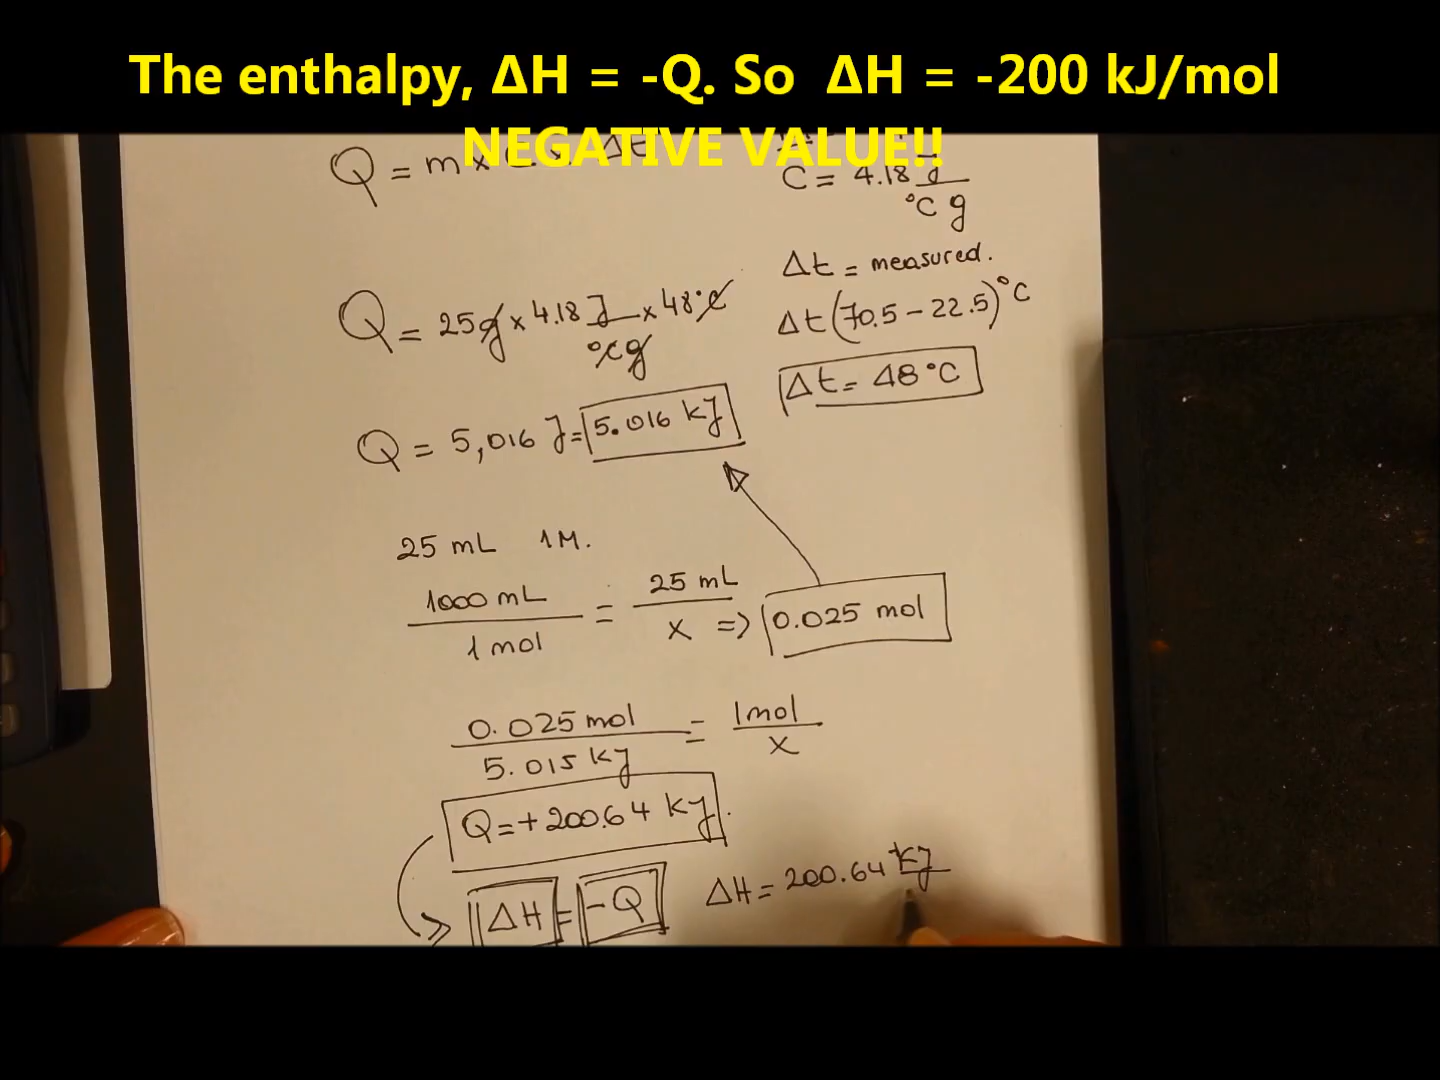 The enthalpy, ΔH = -Q. So ΔH = -200 kJ/mol
NEGATIVE VALUE!!
Q = m x C x Δt
C = 4.18 J
°C g
Δt = measured.
Δt (70.5 - 22.5)°C
Δt = 48°C
Q = 25g x 4.18 J x 48°C
°C g
Q = 5,016 J = 5.016 KJ
25 mL 1M.
1000 mL = 25 mL
1 mol x => 0.025 mol
0.025 mol = 1mol
5.015 KJ x
Q = + 200.64 KJ.
ΔH = -Q ΔH = 200.64 KJ